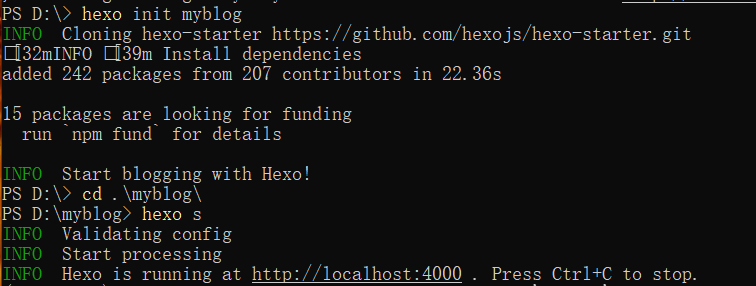 PS D:\> hexo init myblog
INFO  Cloning hexo-starter https://github.com/hexojs/hexo-starter.git
[32mINFO [39m Install dependencies
added 242 packages from 207 contributors in 22.36s
15 packages are looking for funding
  run `npm fund` for details
INFO  Start blogging with Hexo!
PS D:\> cd .\myblog\
PS D:\myblog> hexo s
INFO  Validating config
INFO  Start processing
INFO  Hexo is running at http://localhost:4000 . Press Ctrl+C to stop.